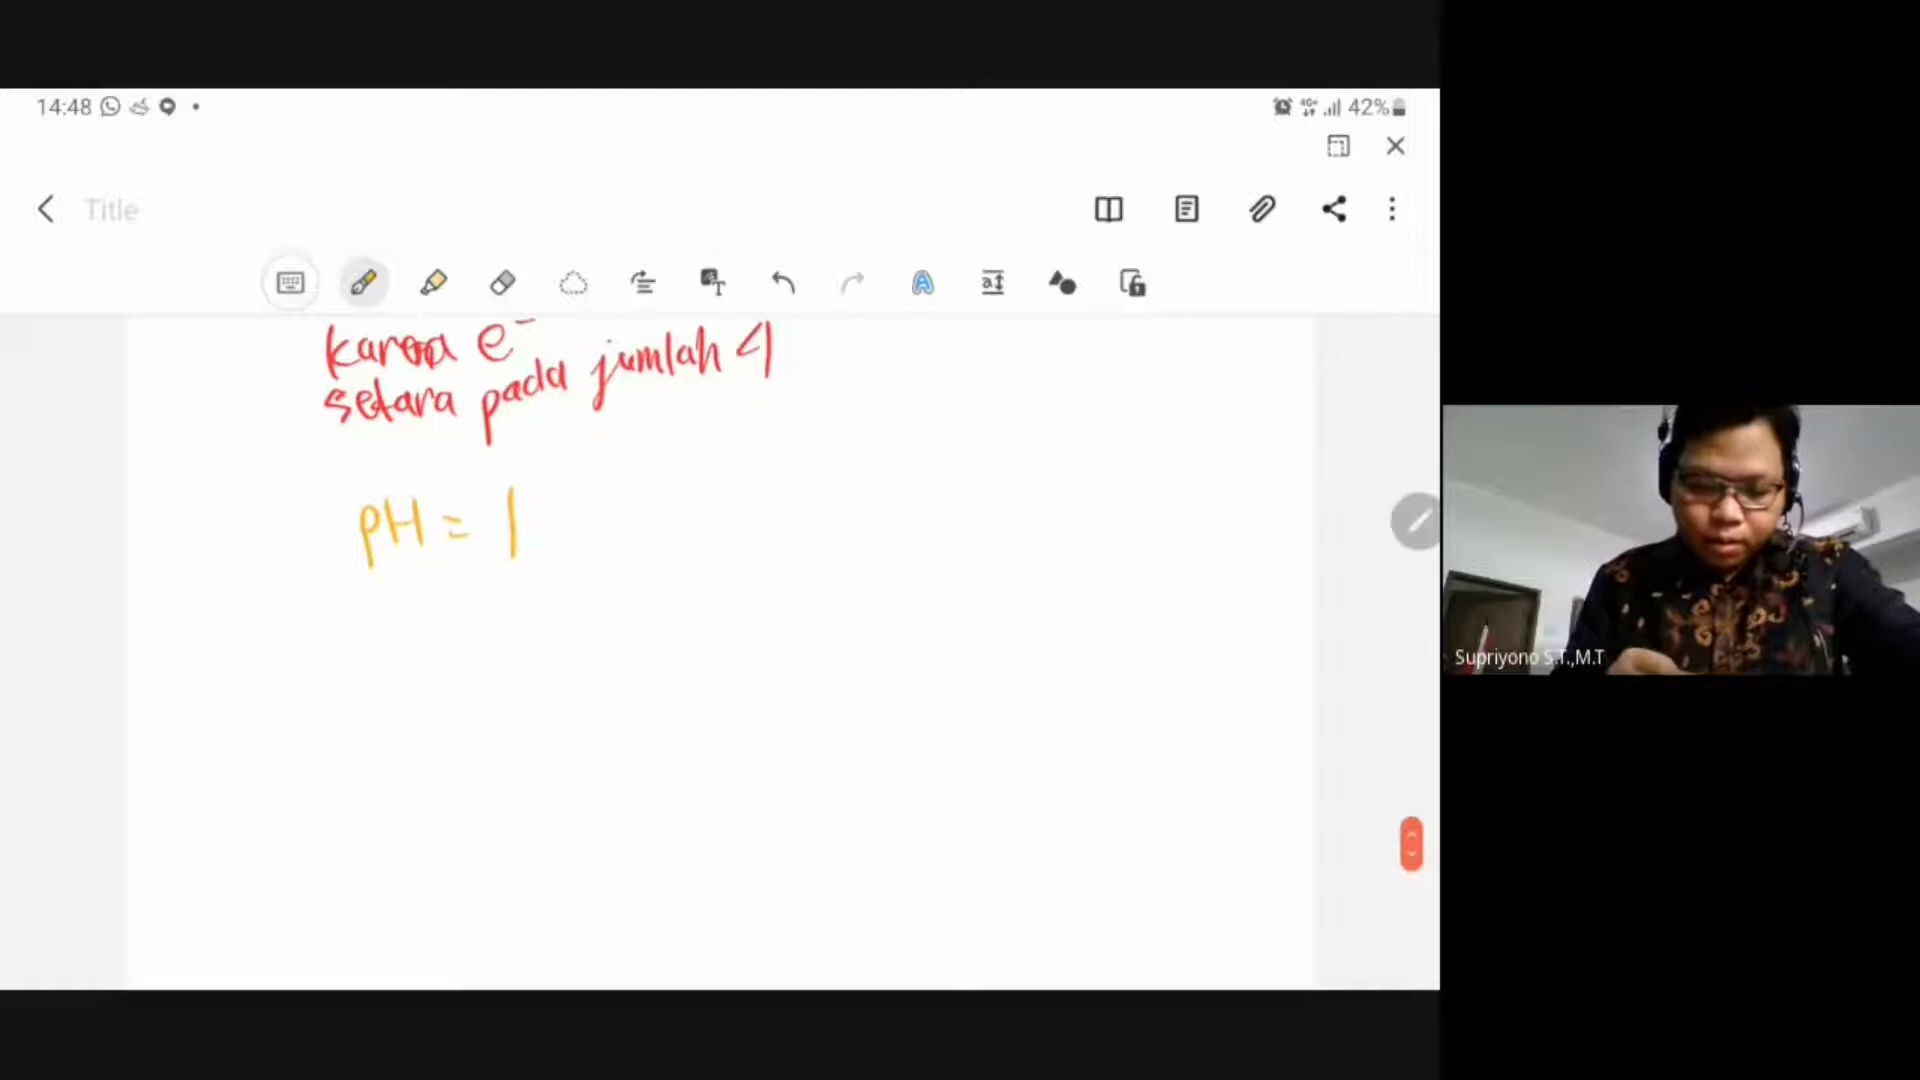 14:48
42%
Title
karena e⁻
setara pada jumlah 4
pH = 1
Supriyono S.T.,M.T